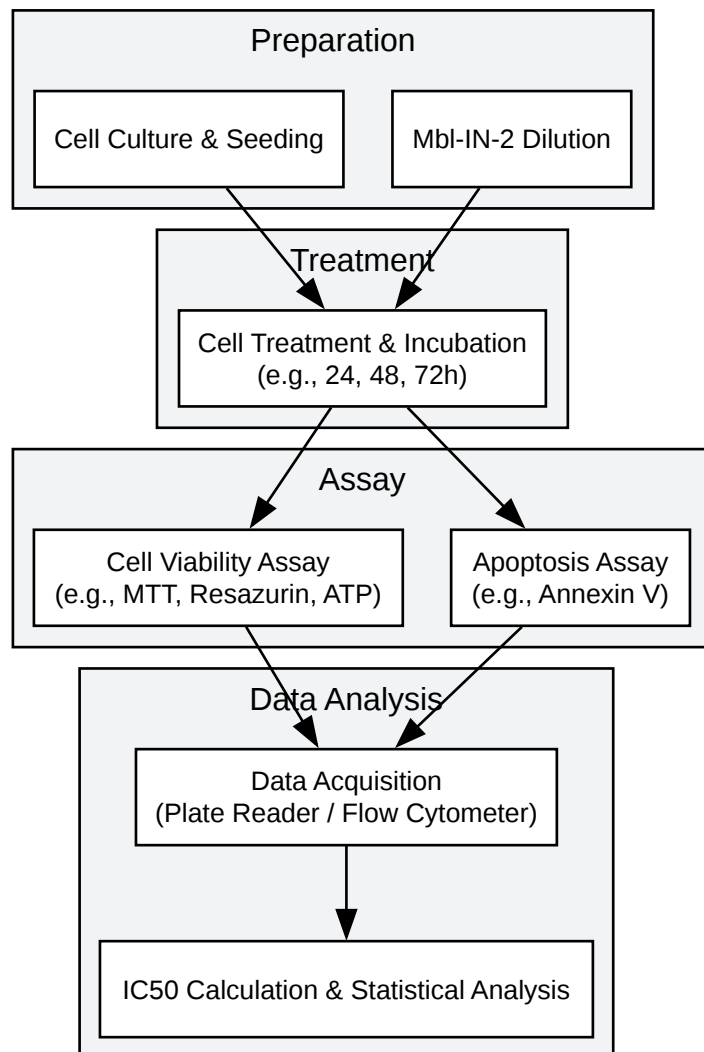 Preparation
Cell Culture & Seeding
Mbl-IN-2 Dilution
Treatment
Cell Treatment & Incubation
(e.g., 24, 48, 72h)
Assay
Cell Viability Assay
(e.g., MTT, Resazurin, ATP)
Apoptosis Assay
(e.g., Annexin V)
Data Analysis
Data Acquisition
(Plate Reader / Flow Cytometer)
IC50 Calculation & Statistical Analysis